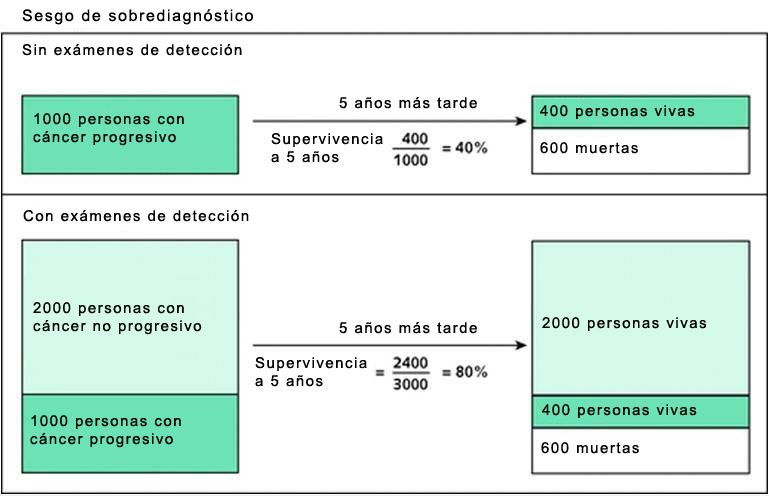 Sesgo de sobrediagnóstico
Sin exámenes de detección
1000 personas con
cáncer progresivo
5 años más tarde
Supervivencia
a 5 años
400
1000
= 40%
400 personas vivas
600 muertas
Con exámenes de detección
2000 personas con
cáncer no progresivo
1000 personas con
cáncer progresivo
5 años más tarde
Supervivencia
a 5 años
=
2400
3000
= 80%
2000 personas vivas
400 personas vivas
600 muertas